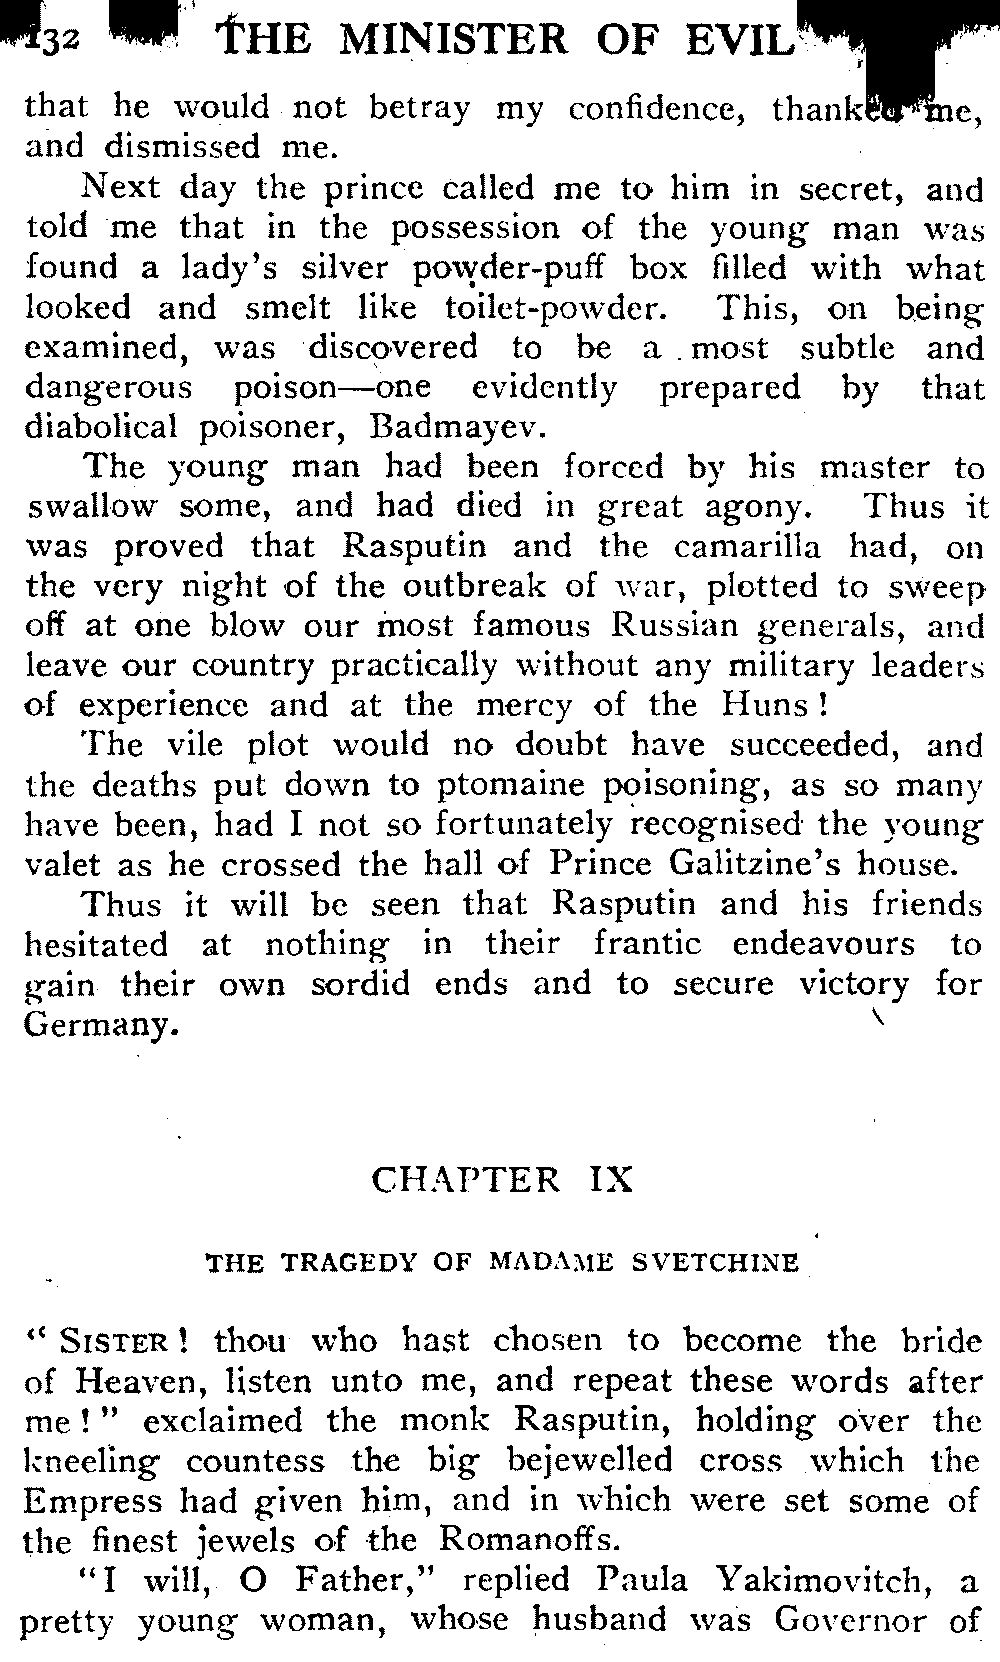 132 THE MINISTER OF EVIL
that he would not betray my confidence, thanked me,
and dismissed me.
Next day the prince called me to him in secret, and
told me that in the possession of the young man was
found a lady's silver powder-puff box filled with what
looked and smelt like toilet-powder. This, on being
examined, was discovered to be a most subtle and
dangerous poison—one evidently prepared by that
diabolical poisoner, Badmayev.
The young man had been forced by his master to
swallow some, and had died in great agony. Thus it
was proved that Rasputin and the camarilla had, on
the very night of the outbreak of war, plotted to sweep
off at one blow our most famous Russian generals, and
leave our country practically without any military leaders
of experience and at the mercy of the Huns !
The vile plot would no doubt have succeeded, and
the deaths put down to ptomaine poisoning, as so many
have been, had I not so fortunately recognised the young
valet as he crossed the hall of Prince Galitzine's house.
Thus it will be seen that Rasputin and his friends
hesitated at nothing in their frantic endeavours to
gain their own sordid ends and to secure victory for
Germany.
CHAPTER IX
THE TRAGEDY OF MADAME SVETCHINE
" SISTER ! thou who hast chosen to become the bride
of Heaven, listen unto me, and repeat these words after
me ! " exclaimed the monk Rasputin, holding over the
kneeling countess the big bejewelled cross which the
Empress had given him, and in which were set some of
the finest jewels of the Romanoffs.
"I will, O Father," replied Paula Yakimovitch, a
pretty young woman, whose husband was Governor of